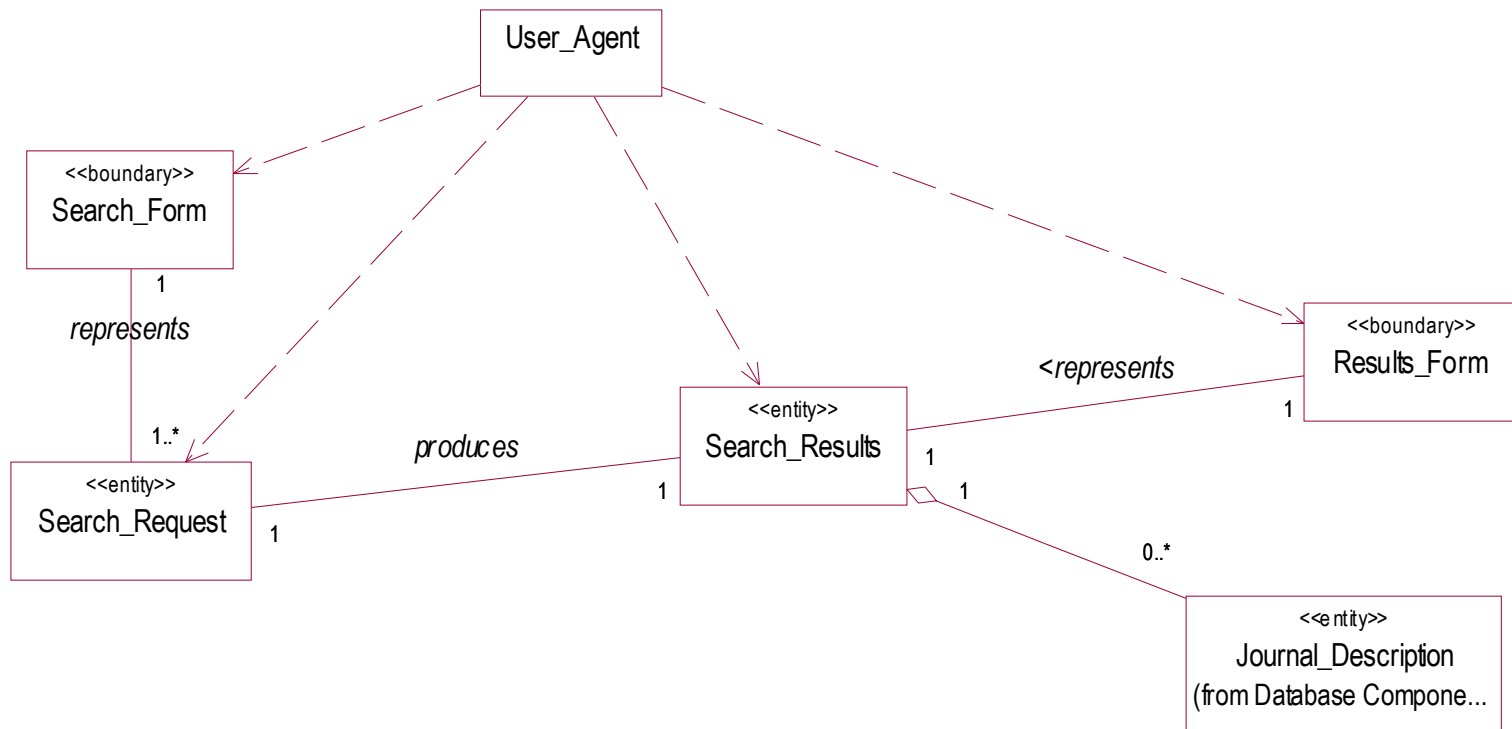 User_Agent
<<boundary>>
Search_Form
1
represents
1..*
<<entity>>
Search_Request
1
produces
1
<<entity>>
Search_Results
1
1
<represents
1
<<boundary>>
Results_Form
0..*
<<entity>>
Journal_Description
(from Database Compone...